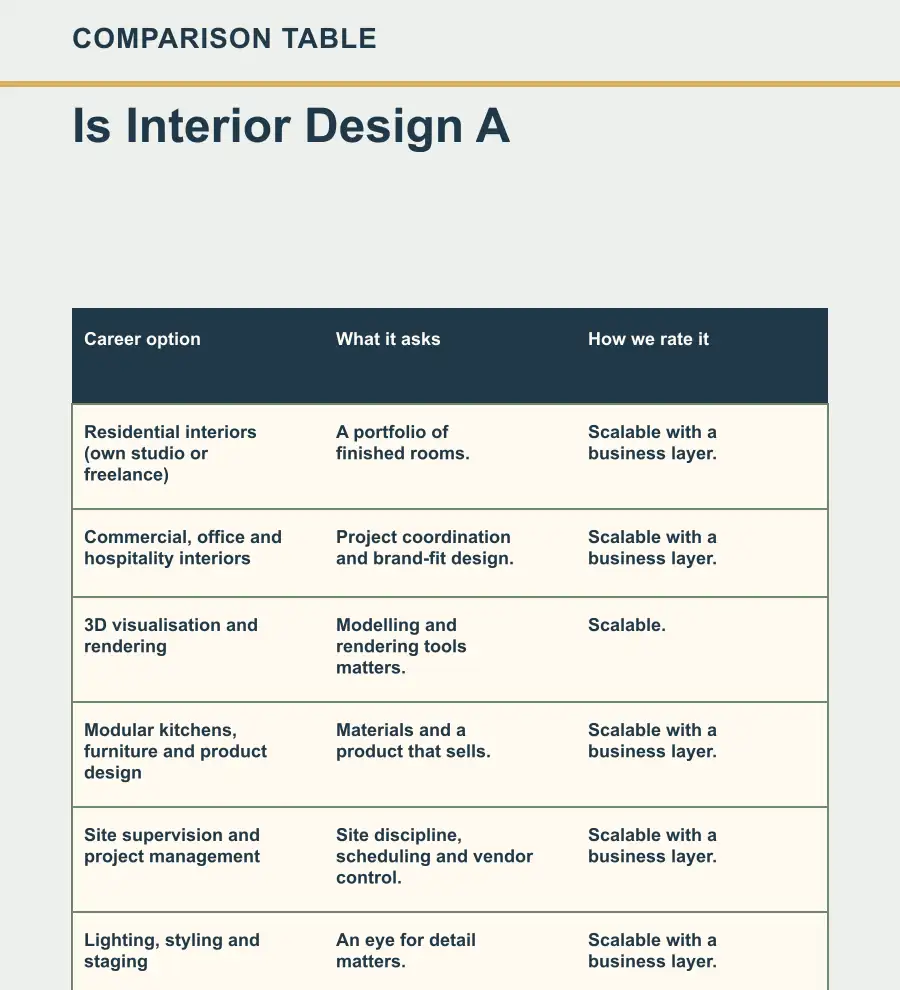 COMPARISON TABLE
Is Interior Design A
Career option
What it asks
How we rate it
Residential interiors
(own studio or
freelance)
A portfolio of
finished rooms.
Scalable with a
business layer.
Commercial, office and
hospitality interiors
Project coordination
and brand-fit design.
Scalable with a
business layer.
3D visualisation and
rendering
Modelling and
rendering tools
matters.
Scalable.
Modular kitchens,
furniture and product
design
Materials and a
product that sells.
Scalable with a
business layer.
Site supervision and
project management
Site discipline,
scheduling and vendor
control.
Scalable with a
business layer.
Lighting, styling and
staging
An eye for detail
matters.
Scalable with a
business layer.